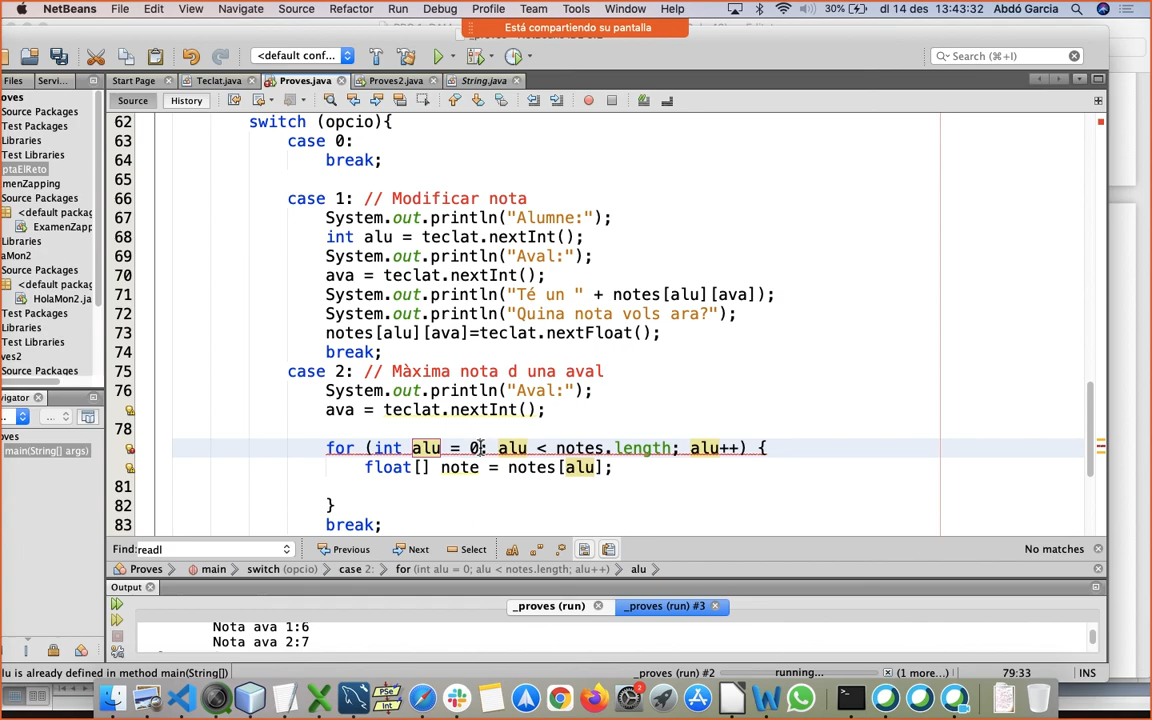 NetBeans File Edit View Navigate Source Refactor Run Debug Profile Team Tools Window Help 30% dl 14 des 13:43:32 Abdó Garcia
Está compartiendo su pantalla
<default conf...
Search (⌘+I)
Files Servi... Start Page Teclat.java Proves.java Proves2.java String.java
Source History
oves
Source Packages
Test Packages
Libraries
Test Libraries
ptaElReto
amenZapping
Source Packages
<default packag
ExamenZapp
Libraries
aMon2
Source Packages
<default packag
HolaMon2.ja
Test Packages
Libraries
Test Libraries
ves2
Source Packages
avigator
oves
main(String[] args)
62 switch (opcio){
63 case 0:
64 break;
65
66 case 1: // Modificar nota
67 System.out.println("Alumne:");
68 int alu = teclat.nextInt();
69 System.out.println("Aval:");
70 ava = teclat.nextInt();
71 System.out.println("Té un " + notes[alu][ava]);
72 System.out.println("Quina nota vols ara?");
73 notes[alu][ava]=teclat.nextFloat();
74 break;
75 case 2: // Màxima nota d una aval
76 System.out.println("Aval:");
ava = teclat.nextInt();
78
for (int alu = 0; alu < notes.length; alu++) {
float[] note = notes[alu];
81
82 }
83 break;
Find: readl Previous Next Select aA No matches
Proves main switch (opcio) case 2: for (int alu = 0; alu < notes.length; alu++) alu
Output
_proves (run) _proves (run) #3
Nota ava 1:6
Nota ava 2:7
lu is already defined in method main(String[]) _proves (run) #2 running... (1 more...) 79:33 INS